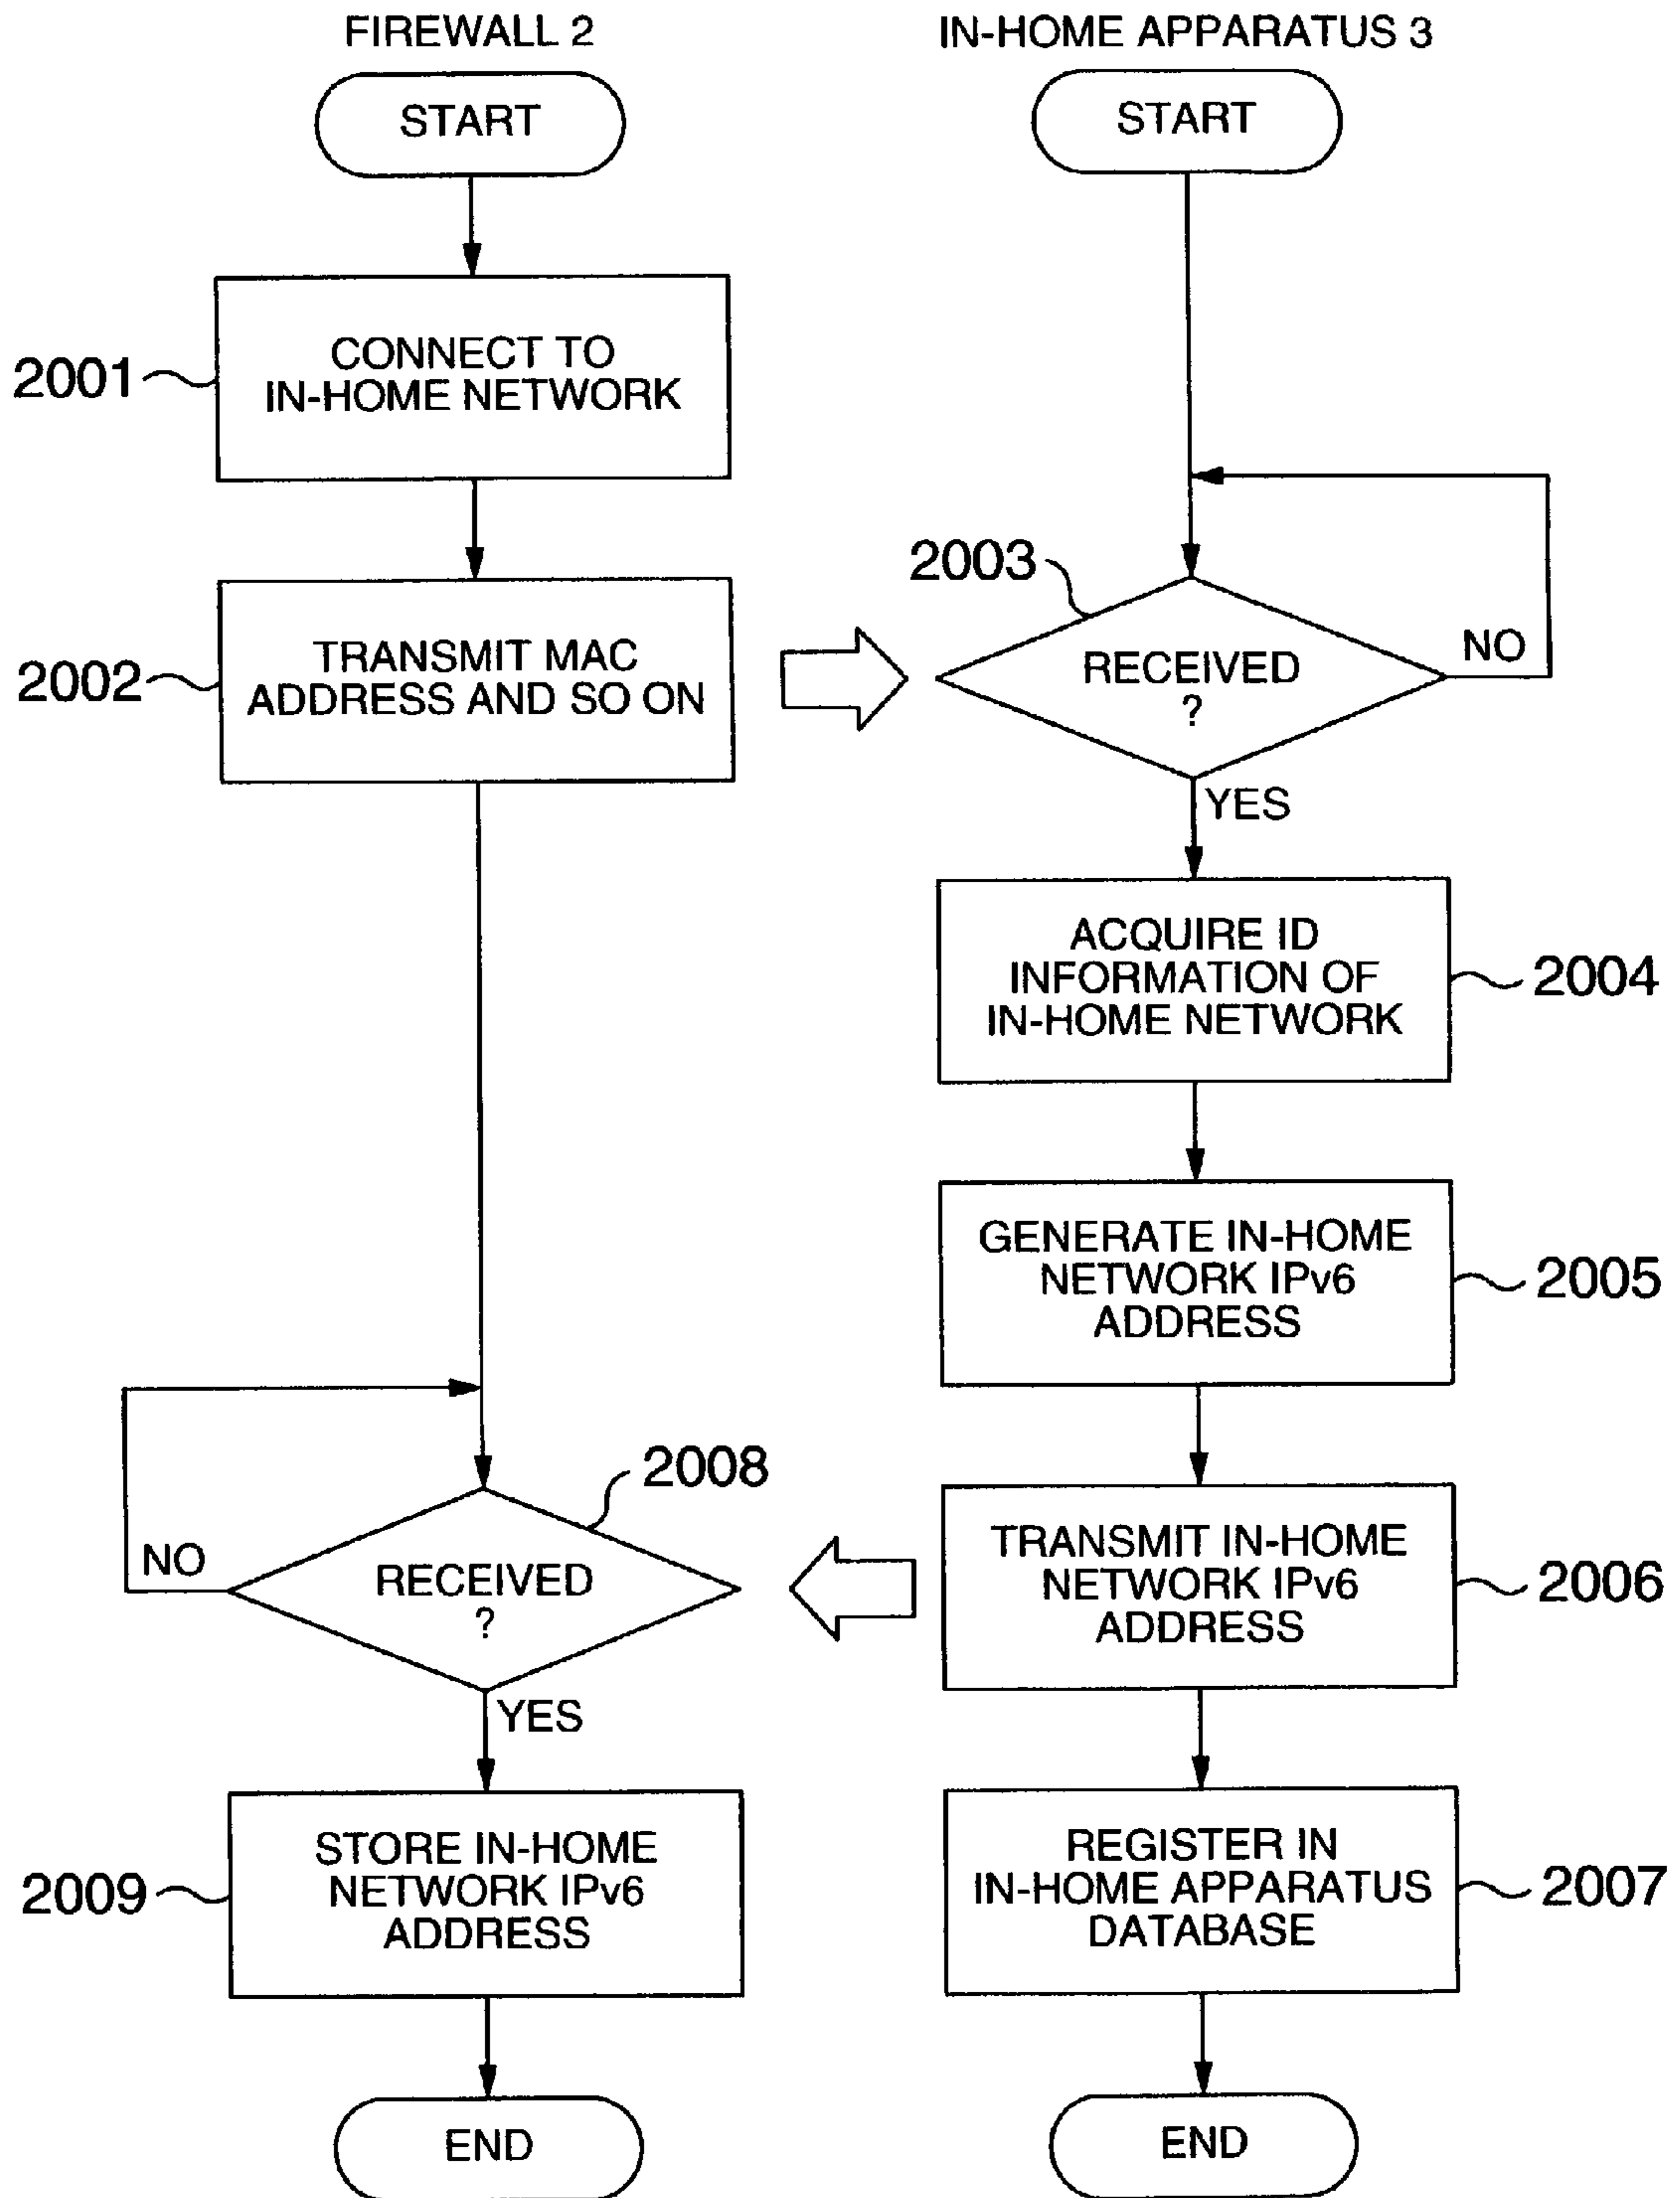 FIREWALL 2
START
2001
CONNECT TO
IN-HOME NETWORK
2002
TRANSMIT MAC
ADDRESS AND SO ON
2008
RECEIVED
?
NO
YES
2009
STORE IN-HOME
NETWORK IPv6
ADDRESS
END
IN-HOME APPARATUS 3
START
2003
RECEIVED
?
NO
YES
ACQUIRE ID
INFORMATION OF
IN-HOME NETWORK
2004
GENERATE IN-HOME
NETWORK IPv6
ADDRESS
2005
TRANSMIT IN-HOME
NETWORK IPv6
ADDRESS
2006
REGISTER IN
IN-HOME APPARATUS
DATABASE
2007
END